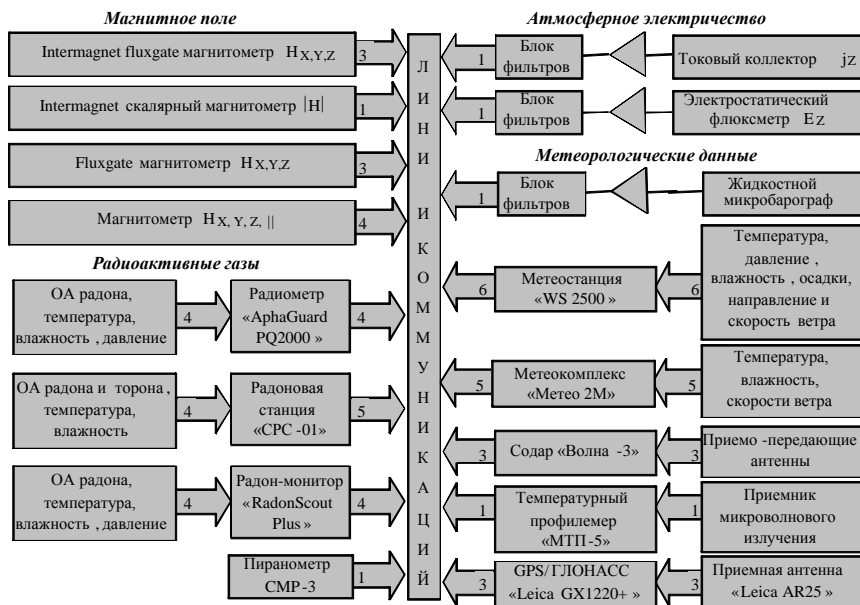 Магнитное поле
Intermagnet fluxgate магнитометр HX,Y,Z
3
Intermagnet скалярный магнитометр |H|
1
Fluxgate магнитометр HX,Y,Z
3
Магнитометр HX, Y, Z, ||
4
Радиоактивные газы
ОА радона,
температура,
влажность , давление
4
Радиометр
«AphaGuard
PQ2000 »
4
ОА радона и торона ,
температура,
влажность
4
Радоновая
станция
«СРС -01»
5
ОА радона,
температура,
влажность , давление
4
Радон-монитор
«RadonScout
Plus»
4
Пиранометр
CMP-3
1
ЛИНИИ КОММУНИКАЦИЙ
Атмосферное электричество
1
Блок
фильтров
Токовый коллектор jz
1
Блок
фильтров
Электростатический
флюксметр Ez
Метеорологические данные
1
Блок
фильтров
Жидкостной
микробарограф
6
Метеостанция
«WS 2500 »
6
Температура,
давление ,
влажность , осадки,
направление и
скорость ветра
5
Метеокомплекс
«Метео 2М»
5
Температура,
влажность,
скорости ветра
3
Содар «Волна -3»
3
Приемо -передающие
антенны
1
Температурный
профилемер
«МТП-5»
1
Приемник
микроволнового
излучения
3
GPS/ ГЛОНАСС
«Leica GX1220+ »
3
Приемная антенна
«Leica AR25 »